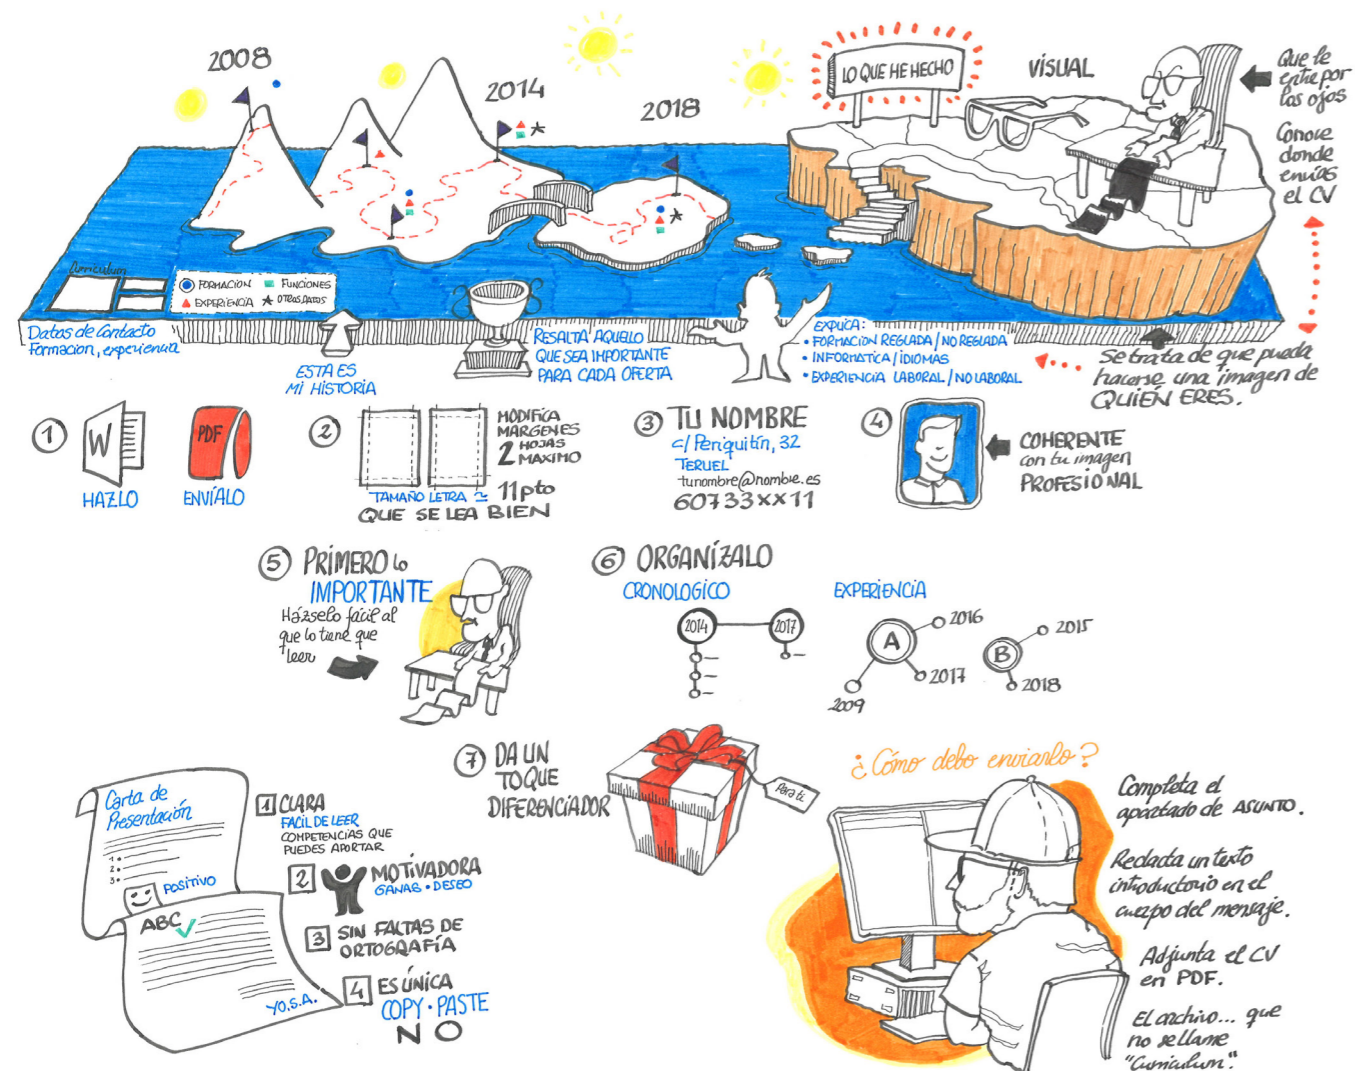 2008
2014
2018
LO QUE HE HECHO
VISUAL
Que le
entre por
los ojos
Conoce
donde
envías
el CV
Curriculum
FORMACIÓN
FUNCIONES
EXPERIENCIA
OTROS DATOS
Datos de Contacto
Formación, experiencia
ESTA ES
MI HISTORIA
RESALTA AQUELLO
QUE SEA IMPORTANTE
PARA CADA OFERTA
EXPLICA:
• FORMACIÓN REGLADA / NO REGLADA
• INFORMATICA / IDIOMAS
• EXPERIENCIA LABORAL / NO LABORAL
Se trata de que pueda
hacerse una imagen de
QUIÉN ERES.
1
W
PDF
HAZLO
ENVÍALO
2
MODIFICA
MÁRGENES
2 HOJAS
MAXIMO
TAMAÑO LETRA ≃ 11pto
QUE SE LEA BIEN
3 TU NOMBRE
c/ Periquitín, 32
TERUEL
tunombre@nombre.es
60733xx11
4
COHERENTE
con tu imagen
PROFESIONAL
5 PRIMERO lo
IMPORTANTE
Házselo fácil al
que lo tiene que
leer
6 ORGANÍZALO
CRONOLOGICO
2014
2017
EXPERIENCIA
A
2016
2017
2009
B
2015
2018
7 DA UN
TOQUE
DIFERENCIADOR
Para ti
Carta de
Presentación
1.
2.
3.
POSITIVO
ABC
YO.S.A.
1 CLARA
FACIL DE LEER
COMPETENCIAS QUE
PUEDES APORTAR
2 MOTIVADORA
GANAS • DESEO
3 SIN FALTAS DE
ORTOGRAFÍA
4 ES ÚNICA
COPY • PASTE
NO
¿Cómo debo enviarlo?
Completa el
apartado de ASUNTO.
Redacta un texto
introductorio en el
cuerpo del mensaje.
Adjunta el CV
en PDF.
El archivo... que
no se llame
"Curriculum".